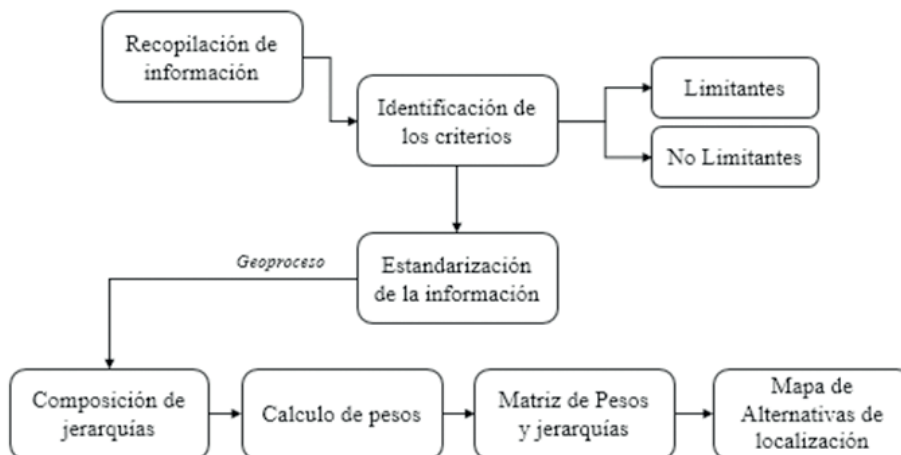 Recopilación de
información
Identificación de
los criterios
Limitantes
No Limitantes
Geoproceso
Estandarización
de la información
Composición de
jerarquías
Calculo de pesos
Matriz de Pesos
y jerarquías
Mapa de
Alternativas de
localización